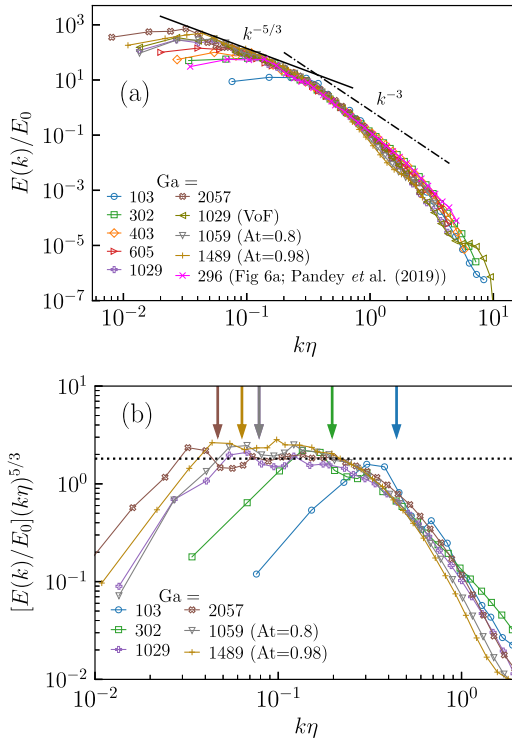 10^3
10^1
10^{-1}
10^{-3}
10^{-5}
10^{-7}
E(k)/E_0
k^{-5/3}
k^{-3}
(a)
Ga =
103
302
403
605
1029
2057
1029 (VoF)
1059 (At=0.8)
1489 (At=0.98)
296 (Fig 6a; Pandey et al. (2019))
10^{-2} 10^{-1} 10^0 10^1
kη
10^1
10^0
10^{-1}
10^{-2}
[E(k)/E_0](kη)^{5/3}
(b)
Ga =
103
302
1029
2057
1059 (At=0.8)
1489 (At=0.98)
10^{-2} 10^{-1} 10^0
kη